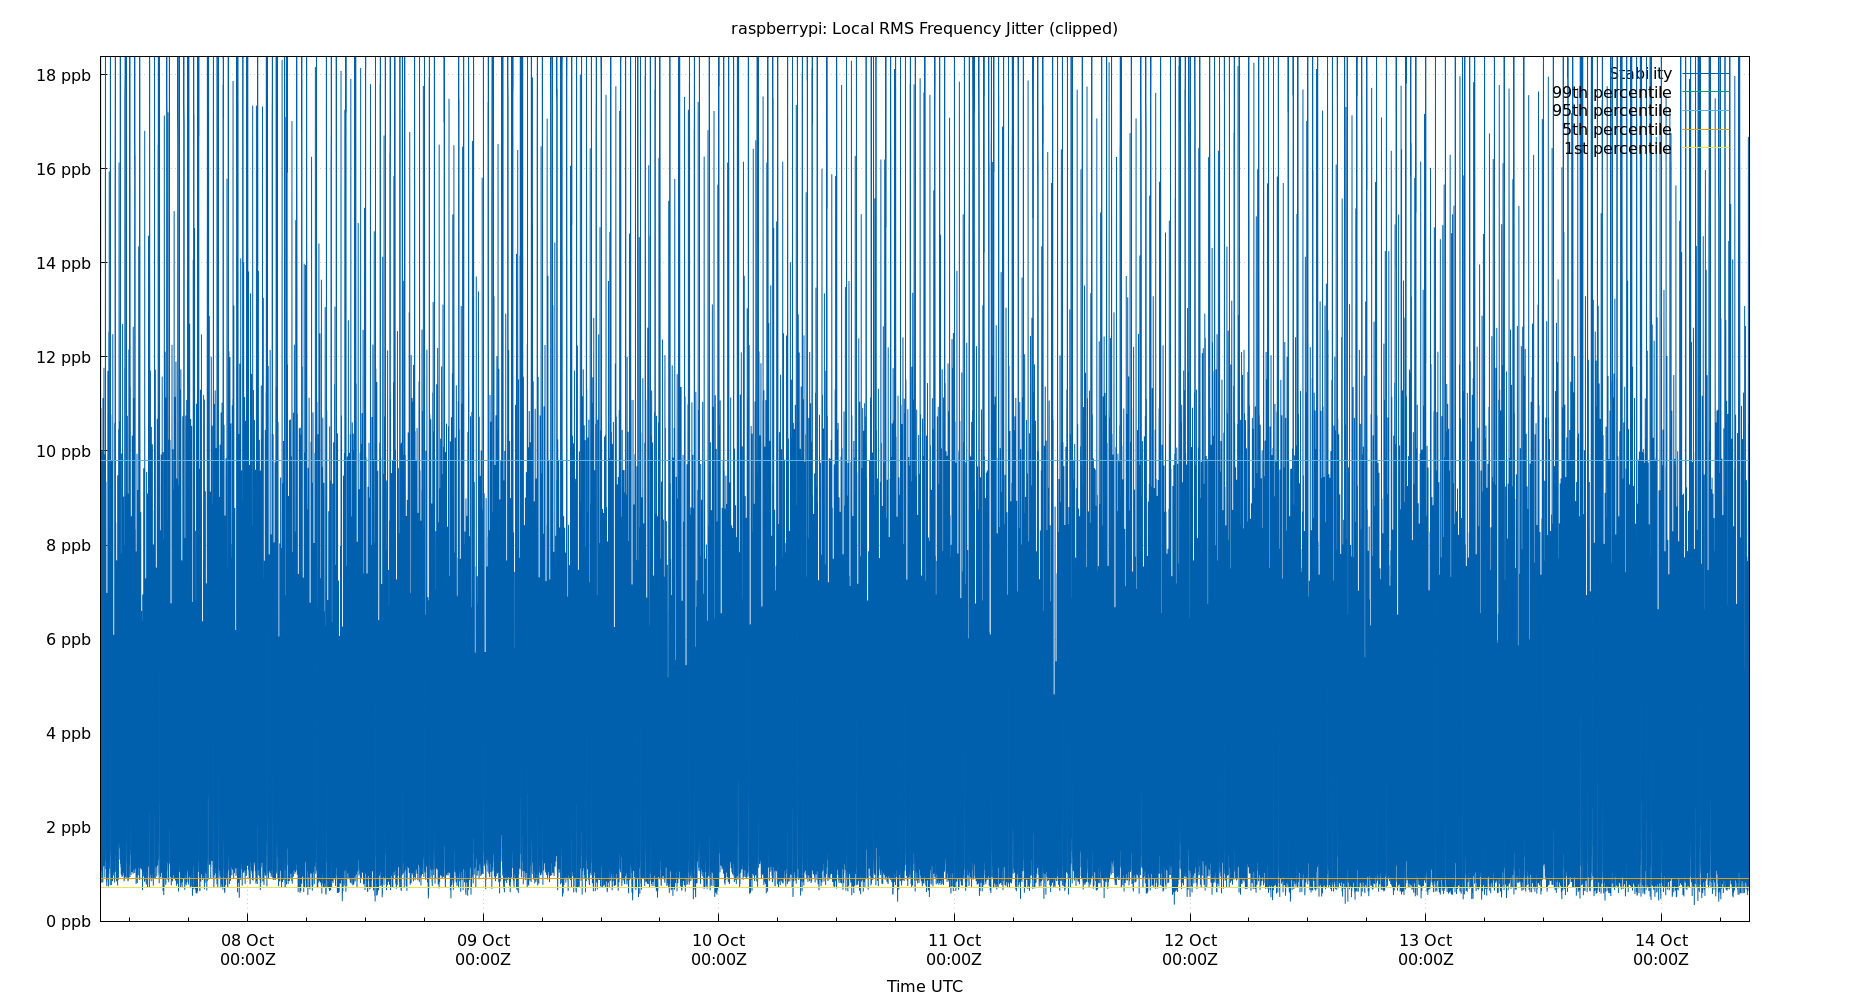 raspberrypi: Local RMS Frequency Jitter (clipped)
18 ppb
16 ppb
14 ppb
12 ppb
10 ppb
8 ppb
6 ppb
4 ppb
2 ppb
0 ppb
Stability
99th percentile
95th percentile
5th percentile
1st percentile
08 Oct
00:00Z
09 Oct
00:00Z
10 Oct
00:00Z
11 Oct
00:00Z
12 Oct
00:00Z
13 Oct
00:00Z
14 Oct
00:00Z
Time UTC